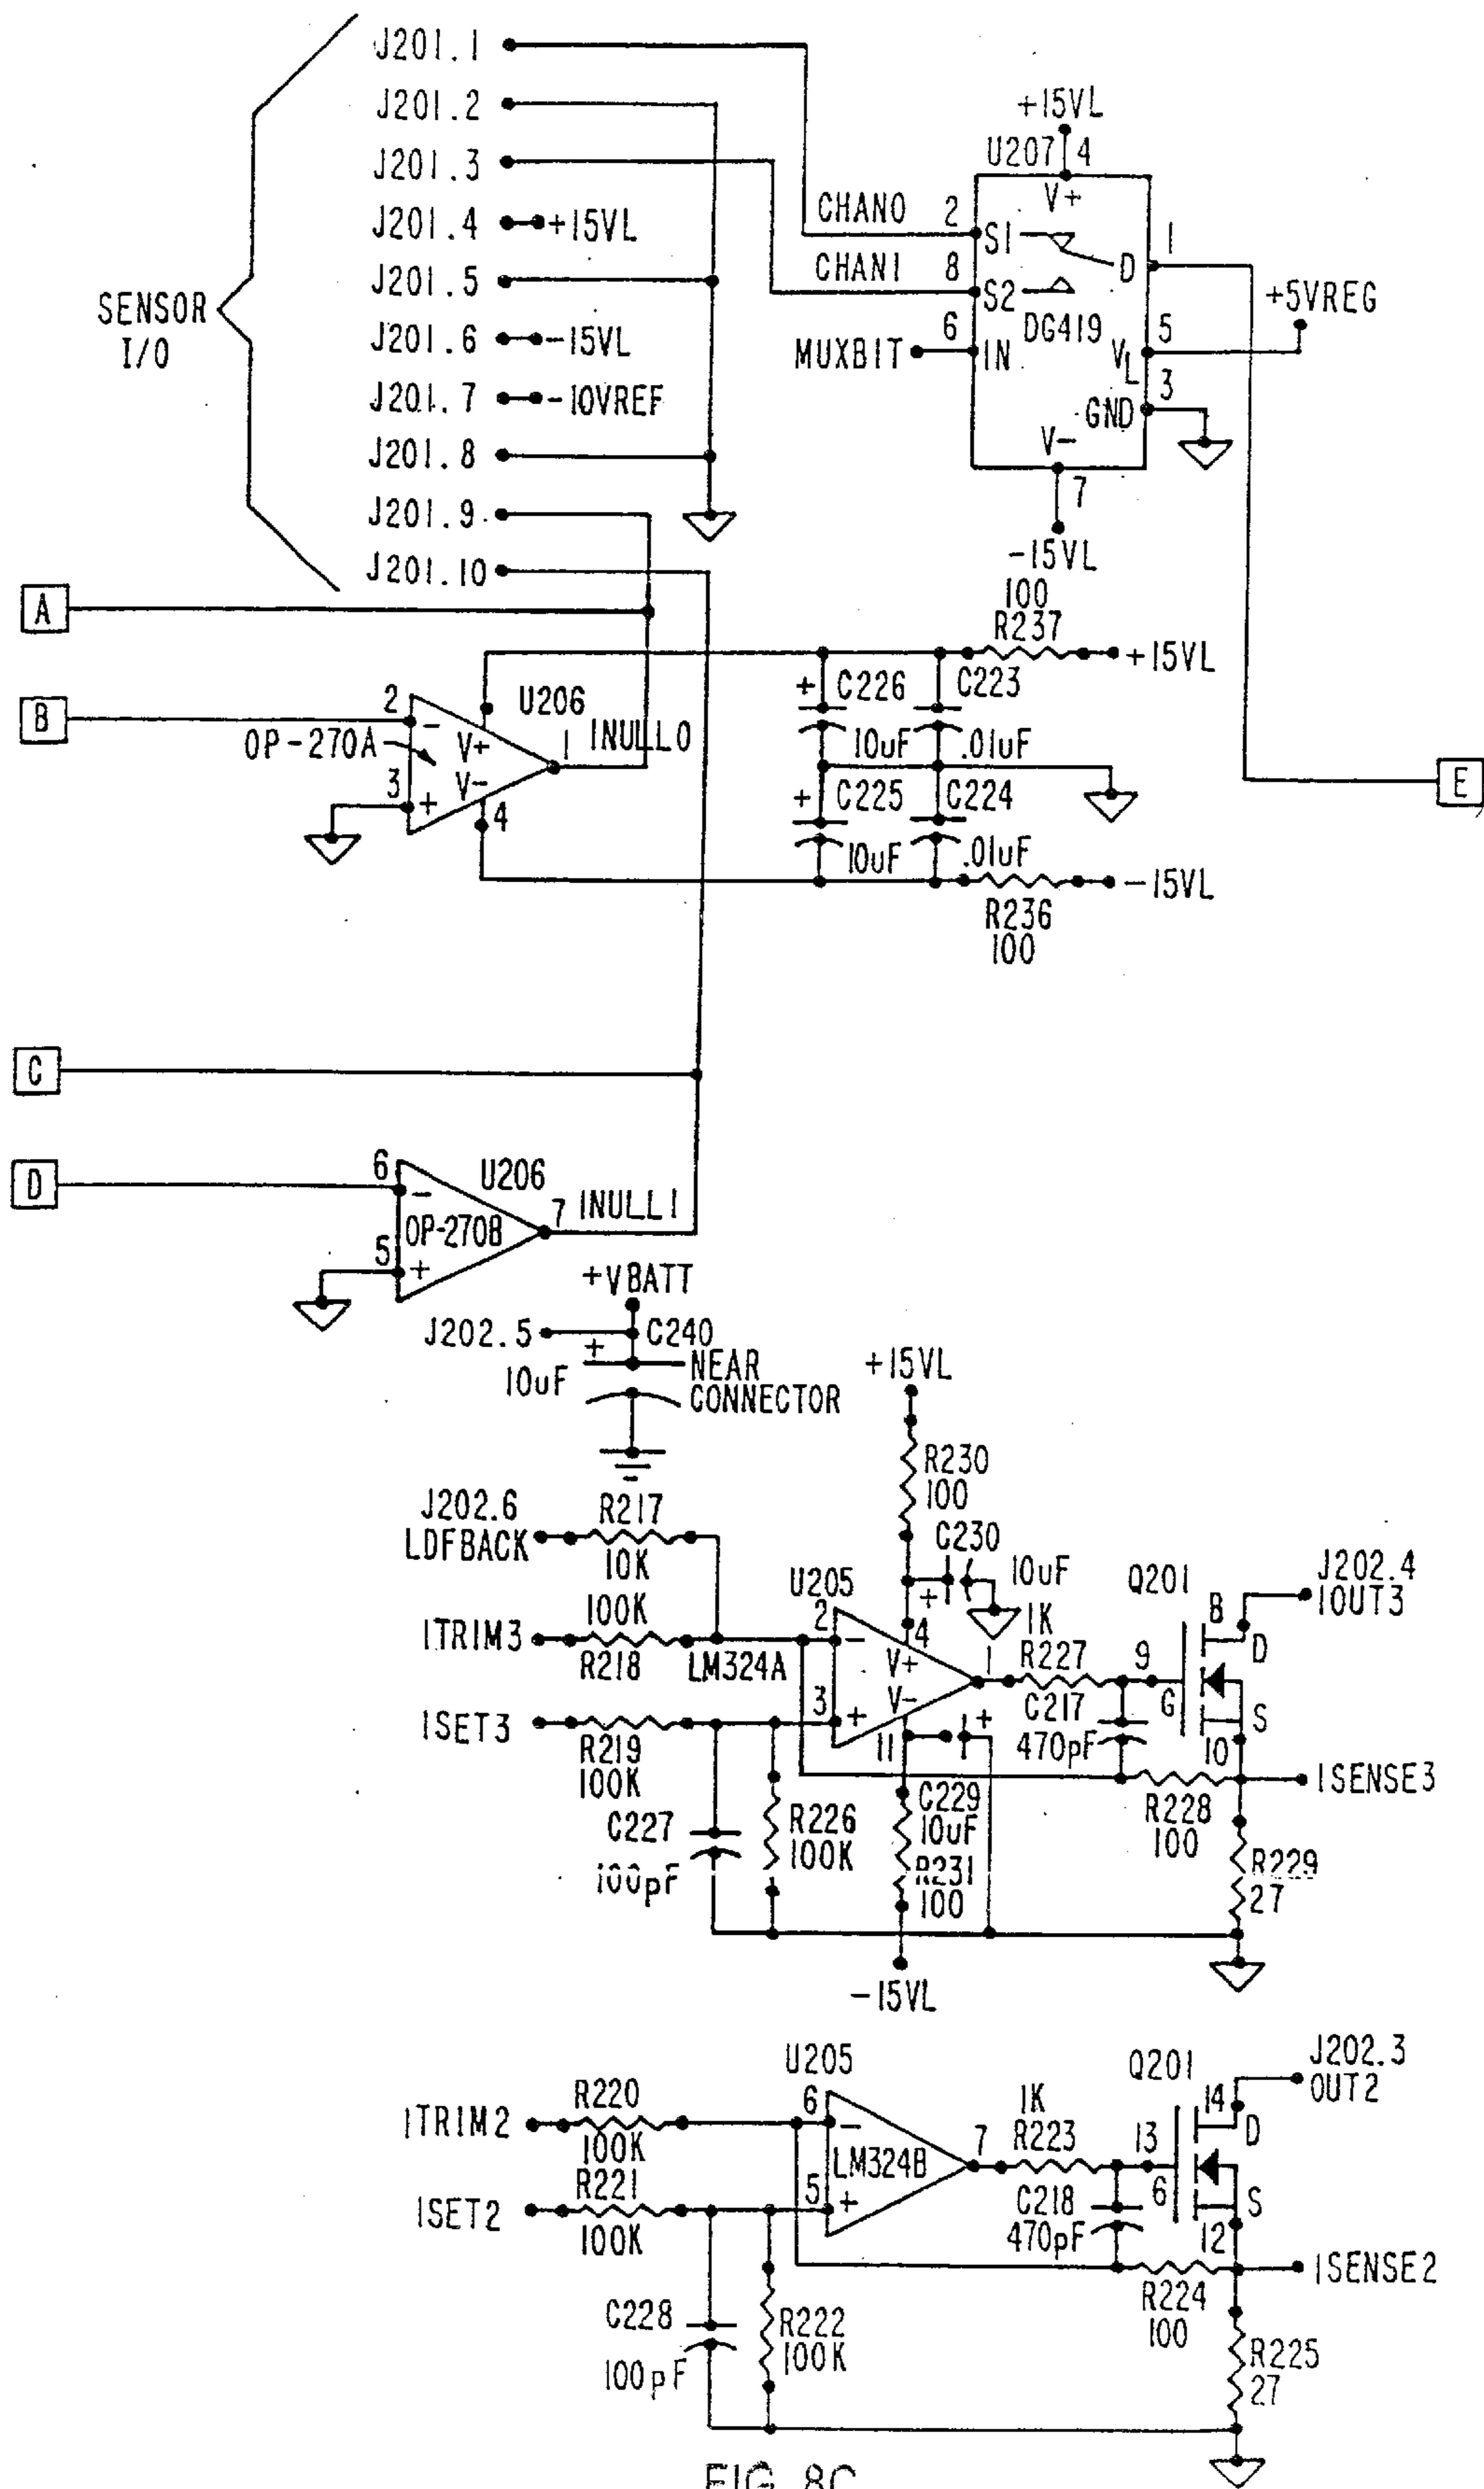 J201.1
J201.2
J201.3
J201.4
+15VL
J201.5
J201.6
-15VL
J201.7
-10VREF
J201.8
J201.9
J201.10
SENSOR
I/O
+15VL
U207
4
V+
CHAN0
2
S1
D
1
CHAN1
8
S2
DG419
+5VREG
MUXBIT
6
IN
VL
5
GND
3
V-
7
-15VL
A
B
2
-
OP-270A
3
+
V+
V-
4
U206
1
INULL0
100
R237
+15VL
+
C226
10uF
C223
.01uF
+
C225
10uF
C224
.01uF
-15VL
R236
100
E
C
D
6
-
U206
OP-270B
5
+
7
INULL1
+VBATT
J202.5
C240
+
10uF
NEAR
CONNECTOR
J202.6
LDFBACK
R217
10K
ITRIM3
100K
R218
LM324A
ISET3
R219
100K
C227
100pF
R226
100K
+15VL
R230
100
C230
+
10uF
U205
2
-
3
+
V+
4
V-
11
1
+
C229
10uF
R231
100
-15VL
1K
R227
C217
470pF
9
G
Q201
8
D
S
10
J202.4
IOUT3
ISENSE3
R228
100
R229
27
ITRIM2
R220
100K
ISET2
R221
100K
C228
100pF
R222
100K
U205
6
-
LM324B
5
+
7
1K
R223
C218
470pF
13
G
Q201
14
D
S
12
J202.3
OUT2
ISENSE2
R224
100
R225
27
FIG. 8C